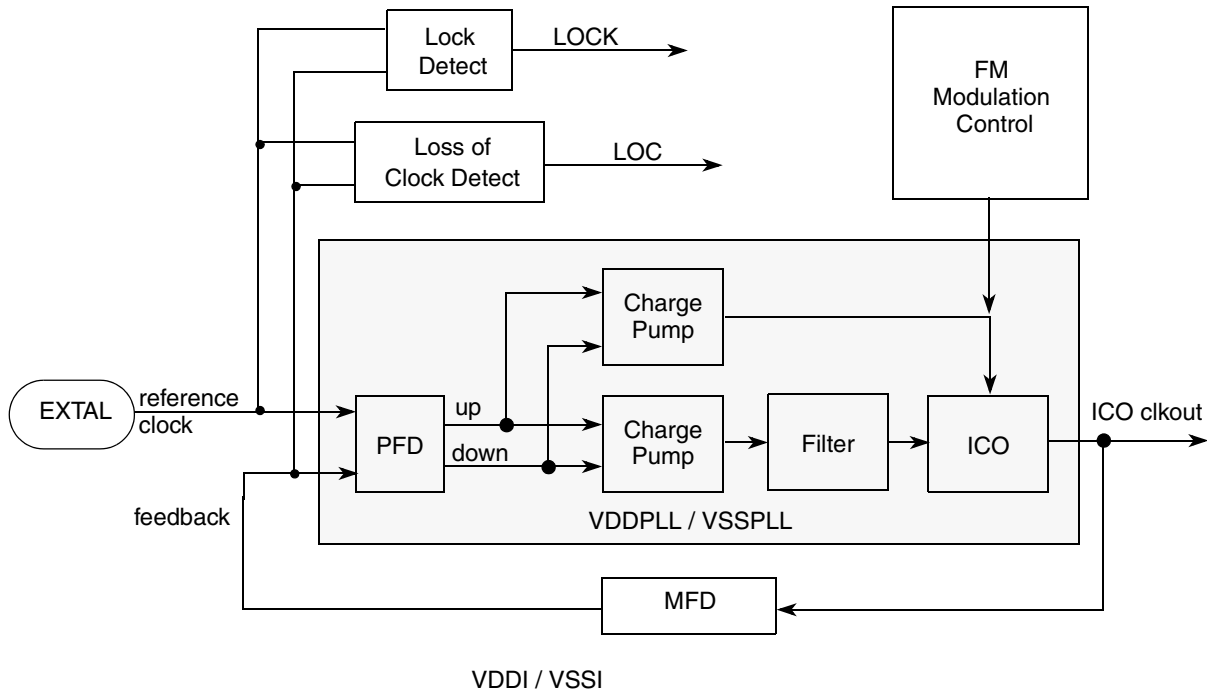 Lock
Detect
LOCK
FM
Modulation
Control
Loss of
Clock Detect
LOC
Charge
Pump
EXTAL
reference
clock
PFD
up
down
Charge
Pump
Filter
ICO
ICO clkout
feedback
VDDPLL / VSSPLL
MFD
VDDI / VSSI